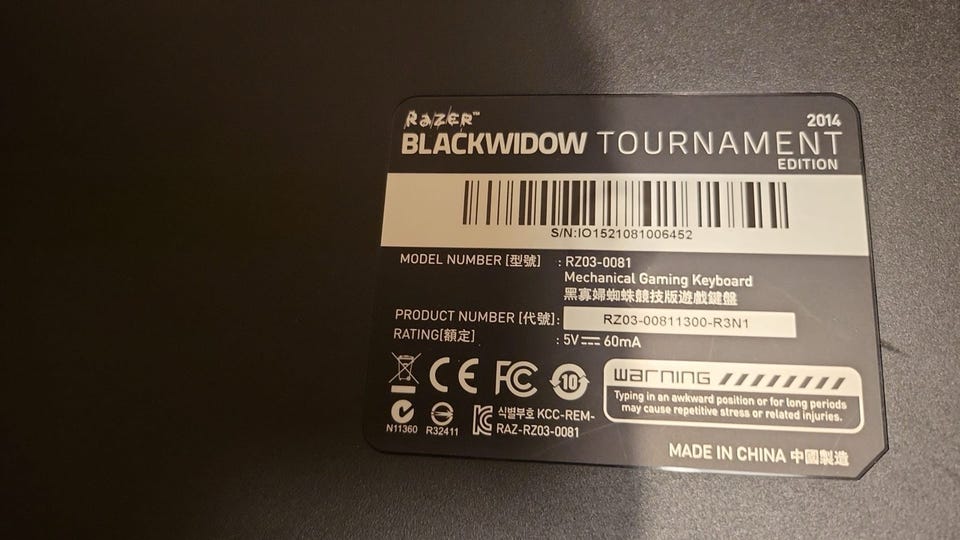 RAZER™
2014
BLACKWIDOW TOURNAMENT
EDITION
S/N:IO1521081006452
MODEL NUMBER [型號] : RZ03-0081
Mechanical Gaming Keyboard
黑寡婦蜘蛛競技版遊戲鍵盤
PRODUCT NUMBER [代號]: RZ03-00811300-R3N1
RATING[額定] : 5V⎓60mA
CE FC 10
warning
Typing in an awkward position or for long periods
may cause repetitive stress or related injuries.
N11360 R32411
식별부호 KCC-REM-
RAZ-RZ03-0081
MADE IN CHINA 中國製造